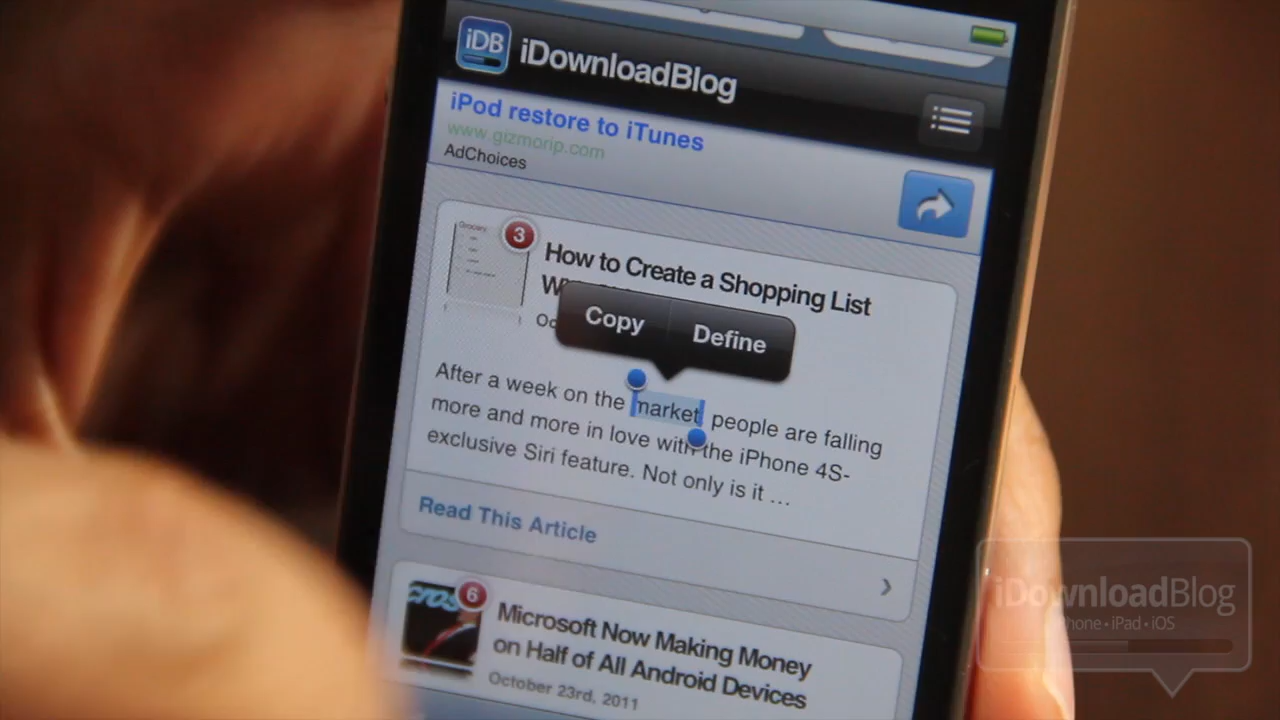 iDB iDownloadBlog
iPod restore to iTunes
www.gizmorip.com
AdChoices
Grocery
3
How to Create a Shopping List
Copy Define
After a week on the market, people are falling
more and more in love with the iPhone 4S-
exclusive Siri feature. Not only is it ...
Read This Article
6
Microsoft Now Making Money
on Half of All Android Devices
October 23rd, 2011
iDownloadBlog
iPhone • iPad • iOS